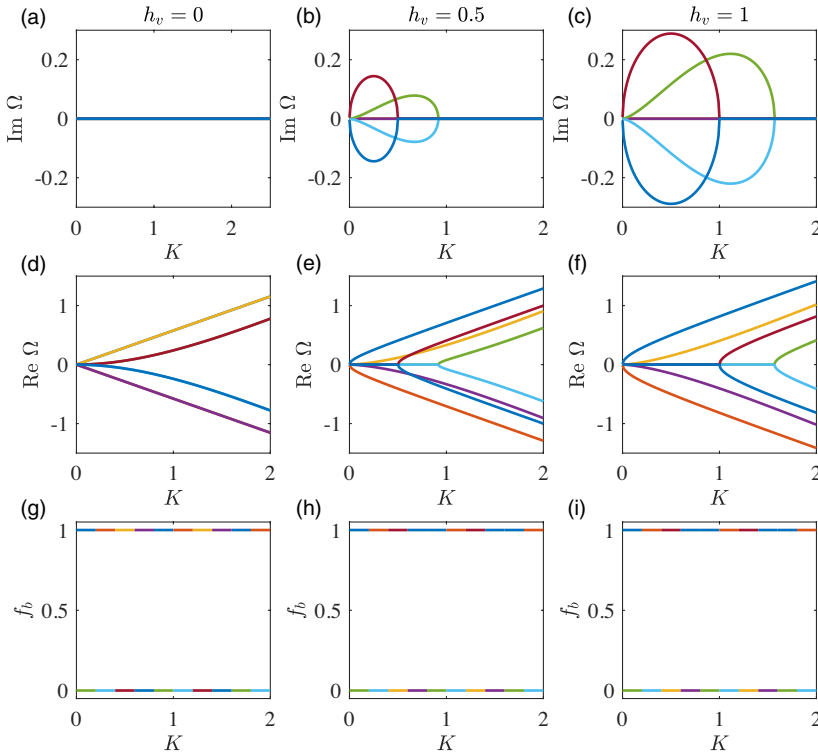 (a) h_v = 0
(b) h_v = 0.5
(c) h_v = 1
Im Ω
0.2
0
-0.2
0 1 2
K
Im Ω
0.2
0
-0.2
0 1 2
K
Im Ω
0.2
0
-0.2
0 1 2
K
(d)
Re Ω
1
0
-1
0 1 2
K
(e)
Re Ω
1
0
-1
0 1 2
K
(f)
Re Ω
1
0
-1
0 1 2
K
(g)
f_b
1
0.5
0
0 1 2
K
(h)
f_b
1
0.5
0
0 1 2
K
(i)
f_b
1
0.5
0
0 1 2
K